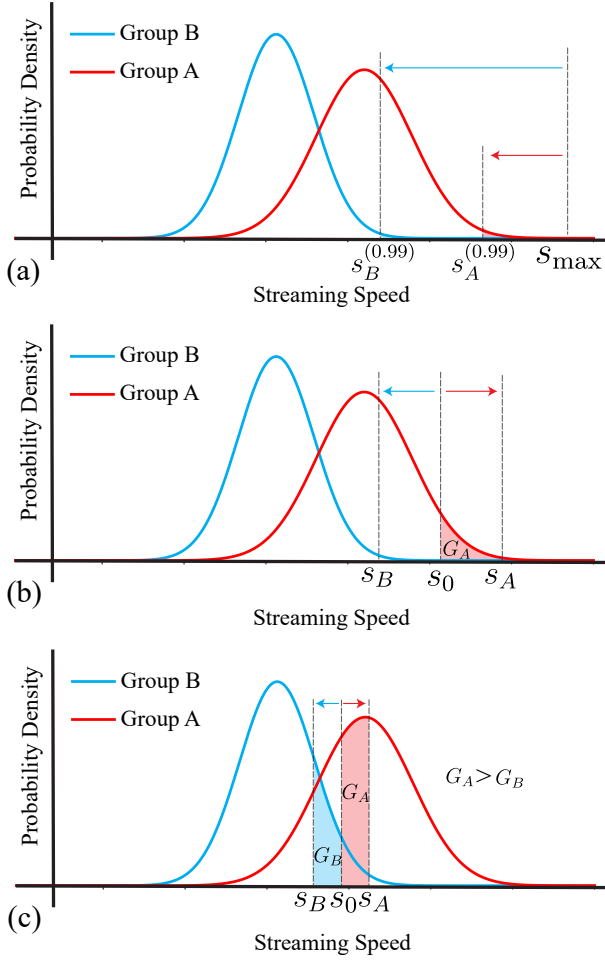 Probability Density
Group B
Group A
s_B^{(0.99)}
s_A^{(0.99)}
s_max
(a)
Streaming Speed
Probability Density
Group B
Group A
G_A
s_B
s_0
s_A
(b)
Streaming Speed
Probability Density
Group B
Group A
G_A > G_B
G_A
G_B
s_B s_0 s_A
(c)
Streaming Speed